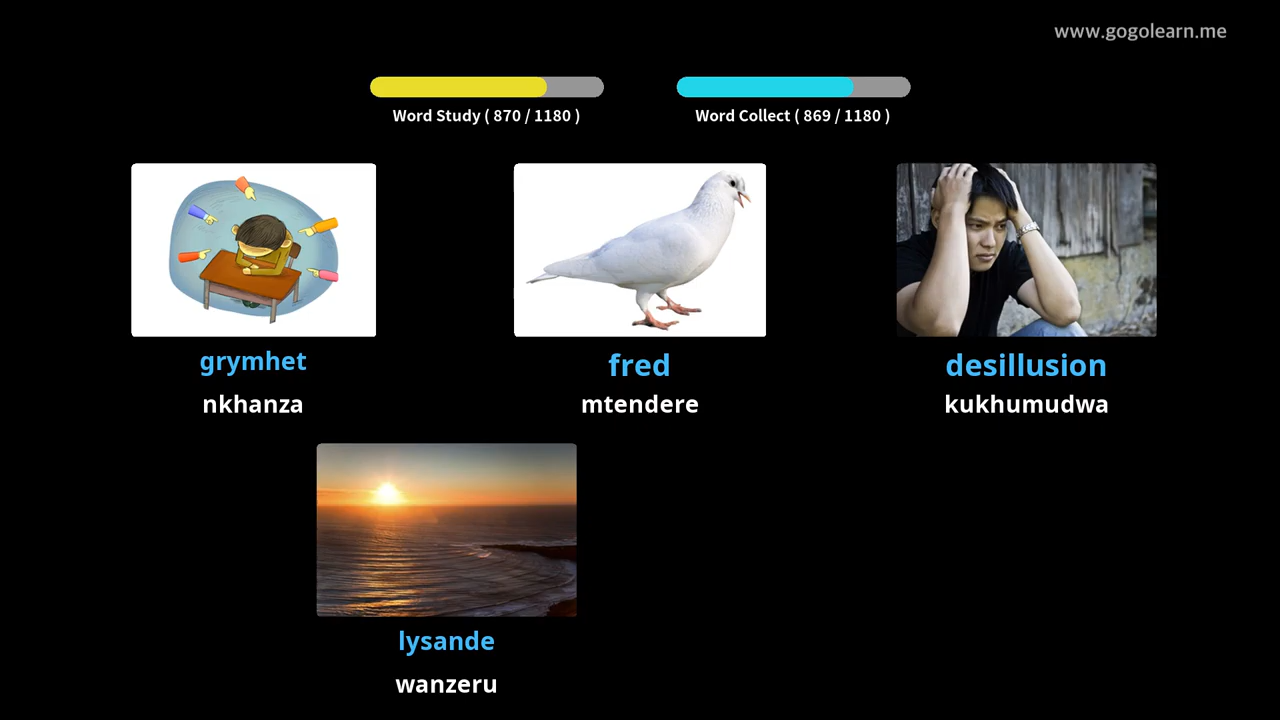 www.gogolearn.me
Word Study ( 870 / 1180 )
Word Collect ( 869 / 1180 )
grymhet
nkhanza
fred
mtendere
desillusion
kukhumudwa
lysande
wanzeru